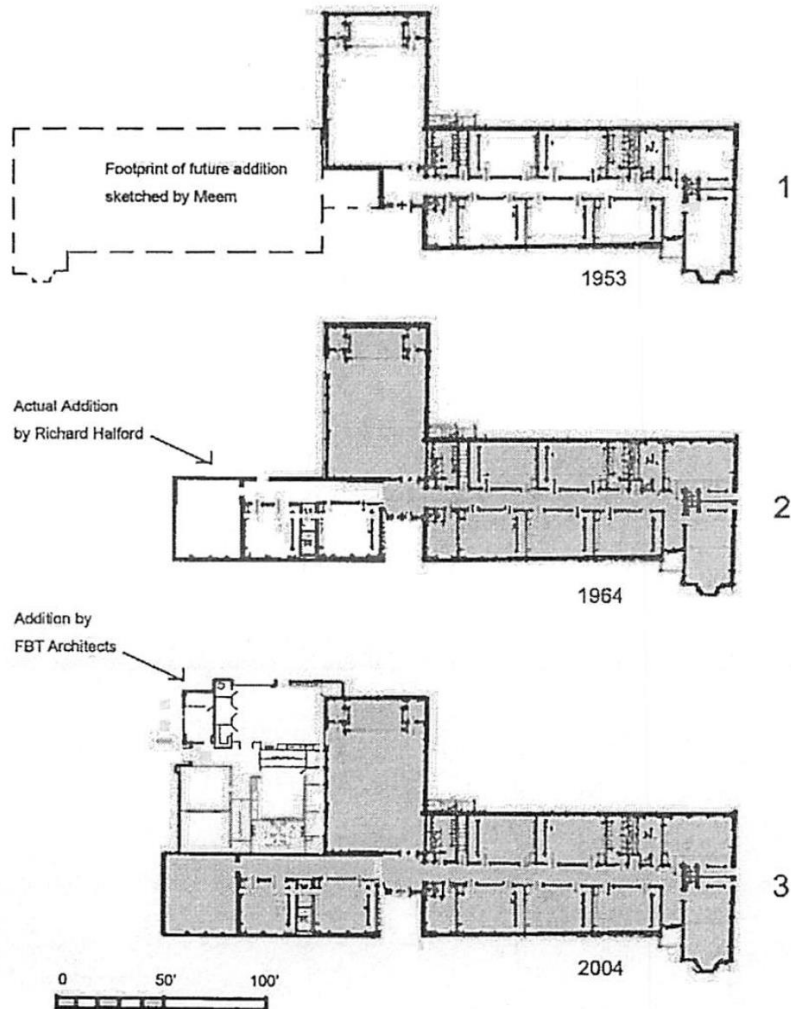 Footprint of future addition
sketched by Meem
1
1953
Actual Addition
by Richard Halford
2
1964
Addition by
FBT Architects
3
2004
0 50' 100'